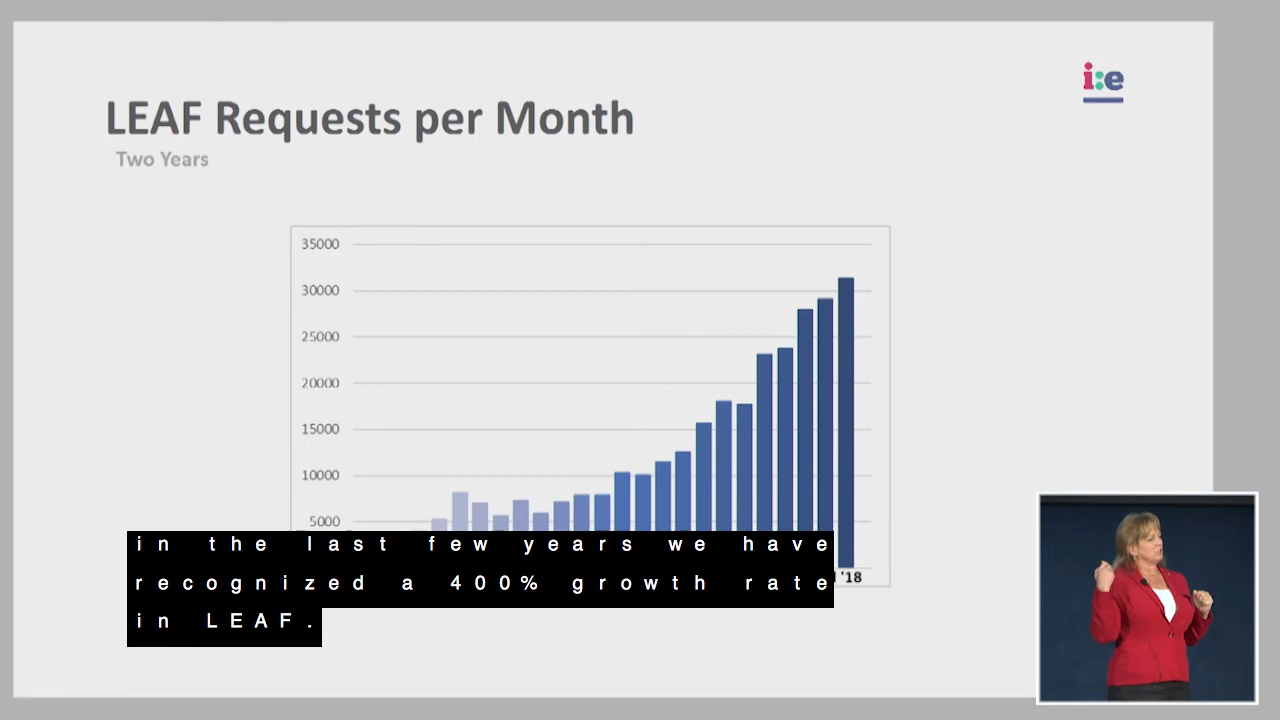 i:e
LEAF Requests per Month
Two Years
35000
30000
25000
20000
15000
10000
5000
'18
in the last few years we have
recognized a 400% growth rate
in LEAF.